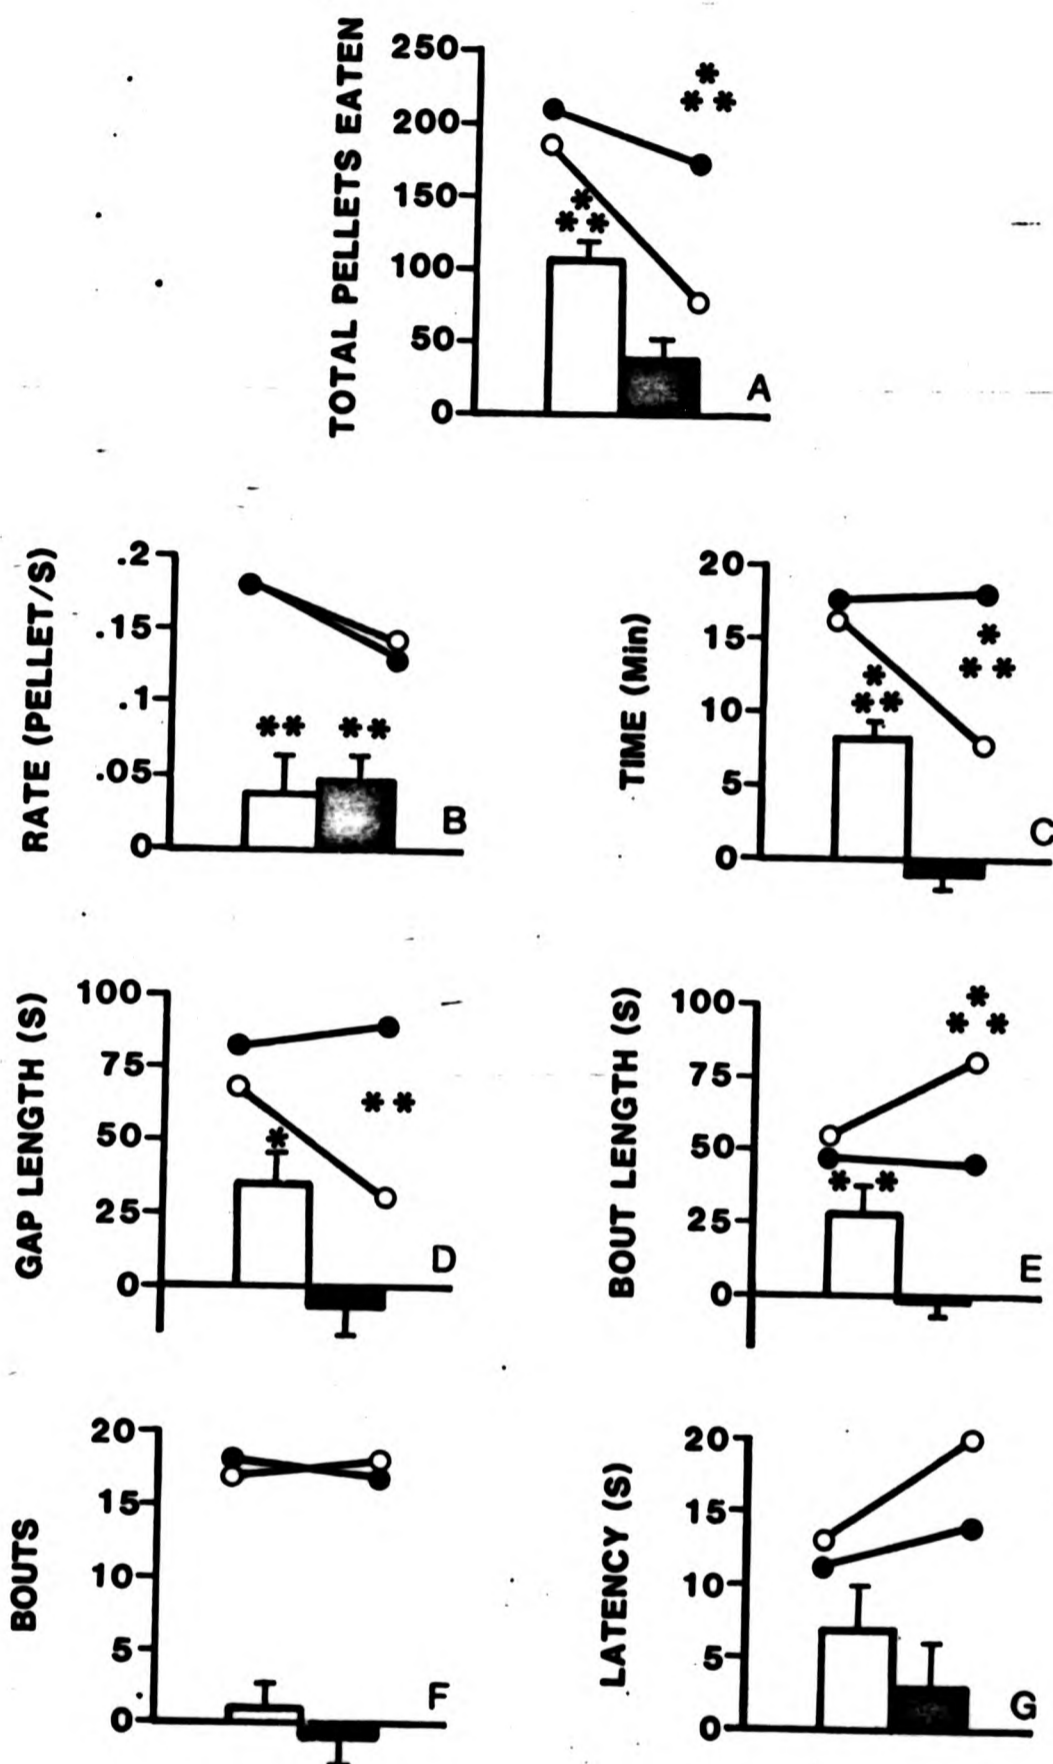 TOTAL PELLETS EATEN
250
200
150
100
50
0
* * *
* * *
A
RATE (PELLET/S)
.2
.15
.1
.05
0
**
**
B
TIME (Min)
20
15
10
5
0
* * *
* * *
C
GAP LENGTH (S)
100
75
50
25
0
*
**
D
BOUT LENGTH (S)
100
75
50
25
0
* *
* * *
E
BOUTS
20
15
10
5
0
F
LATENCY (S)
20
15
10
5
0
G